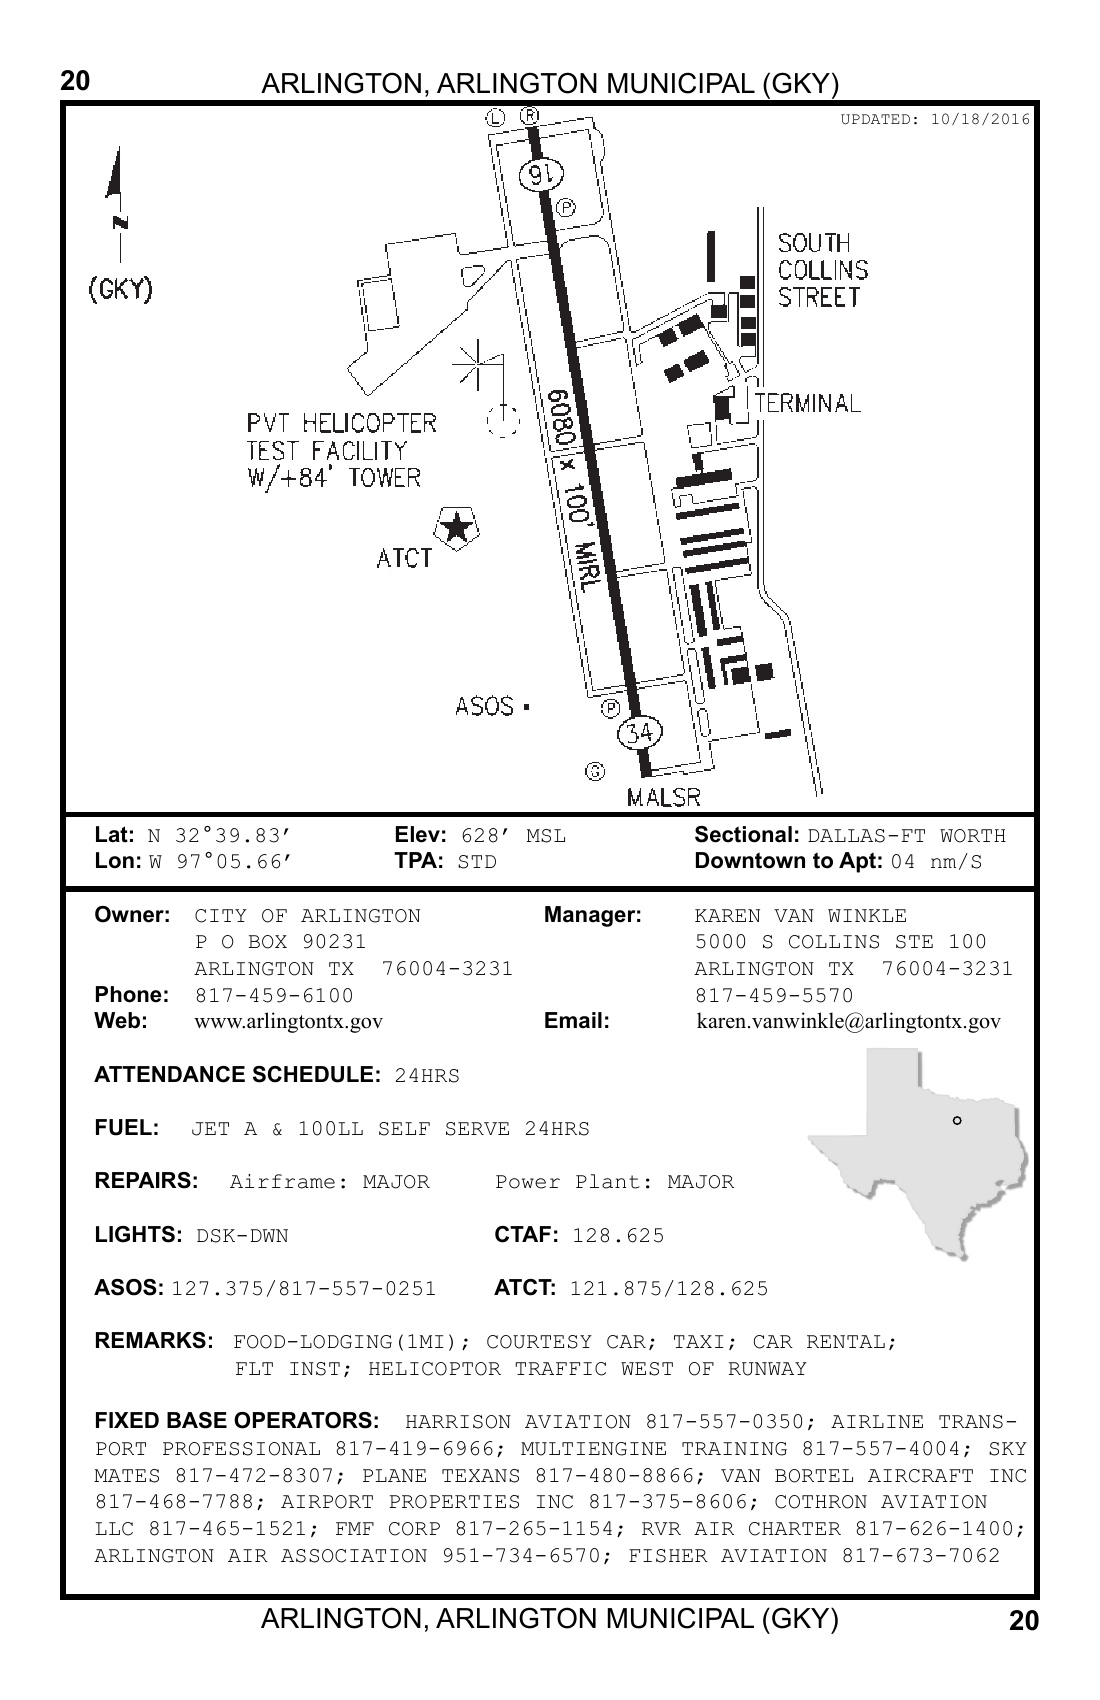 20
ARLINGTON, ARLINGTON MUNICIPAL (GKY)
UPDATED: 10/18/2016
L R
16
P
N
(GKY)
SOUTH
COLLINS
STREET
TERMINAL
PVT HELICOPTER
TEST FACILITY
W/+84' TOWER
6080' x 100' MIRL
ATCT
ASOS
P
34
G
MALSR
Lat: N 32°39.83’ Elev: 628’ MSL Sectional: DALLAS-FT WORTH
Lon: W 97°05.66’ TPA: STD Downtown to Apt: 04 nm/S
Owner: CITY OF ARLINGTON Manager: KAREN VAN WINKLE
P O BOX 90231 5000 S COLLINS STE 100
ARLINGTON TX 76004-3231 ARLINGTON TX 76004-3231
Phone: 817-459-6100 817-459-5570
Web: www.arlingtontx.gov Email: karen.vanwinkle@arlingtontx.gov
ATTENDANCE SCHEDULE: 24HRS
FUEL: JET A & 100LL SELF SERVE 24HRS
REPAIRS: Airframe: MAJOR Power Plant: MAJOR
LIGHTS: DSK-DWN CTAF: 128.625
ASOS: 127.375/817-557-0251 ATCT: 121.875/128.625
REMARKS: FOOD-LODGING(1MI); COURTESY CAR; TAXI; CAR RENTAL;
FLT INST; HELICOPTOR TRAFFIC WEST OF RUNWAY
FIXED BASE OPERATORS: HARRISON AVIATION 817-557-0350; AIRLINE TRANS-
PORT PROFESSIONAL 817-419-6966; MULTIENGINE TRAINING 817-557-4004; SKY
MATES 817-472-8307; PLANE TEXANS 817-480-8866; VAN BORTEL AIRCRAFT INC
817-468-7788; AIRPORT PROPERTIES INC 817-375-8606; COTHRON AVIATION
LLC 817-465-1521; FMF CORP 817-265-1154; RVR AIR CHARTER 817-626-1400;
ARLINGTON AIR ASSOCIATION 951-734-6570; FISHER AVIATION 817-673-7062
ARLINGTON, ARLINGTON MUNICIPAL (GKY)
20